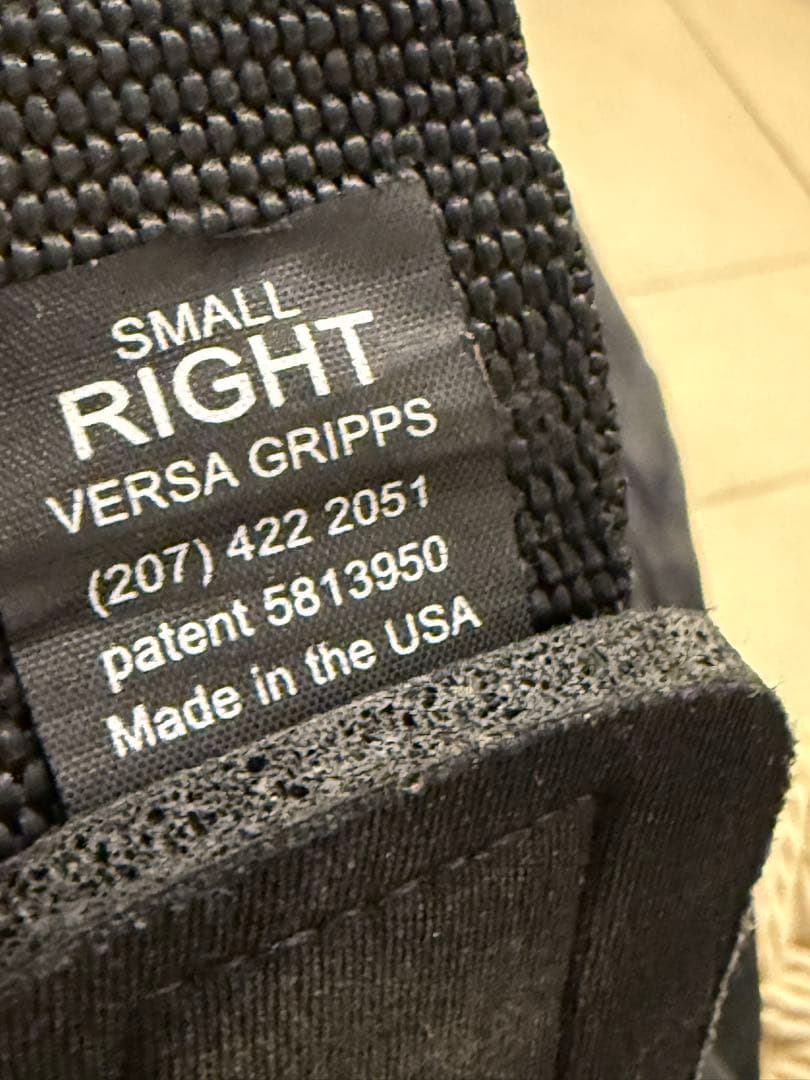 SMALL
RIGHT
VERSA GRIPPS
(207) 422 2051
patent 5813950
Made in the USA